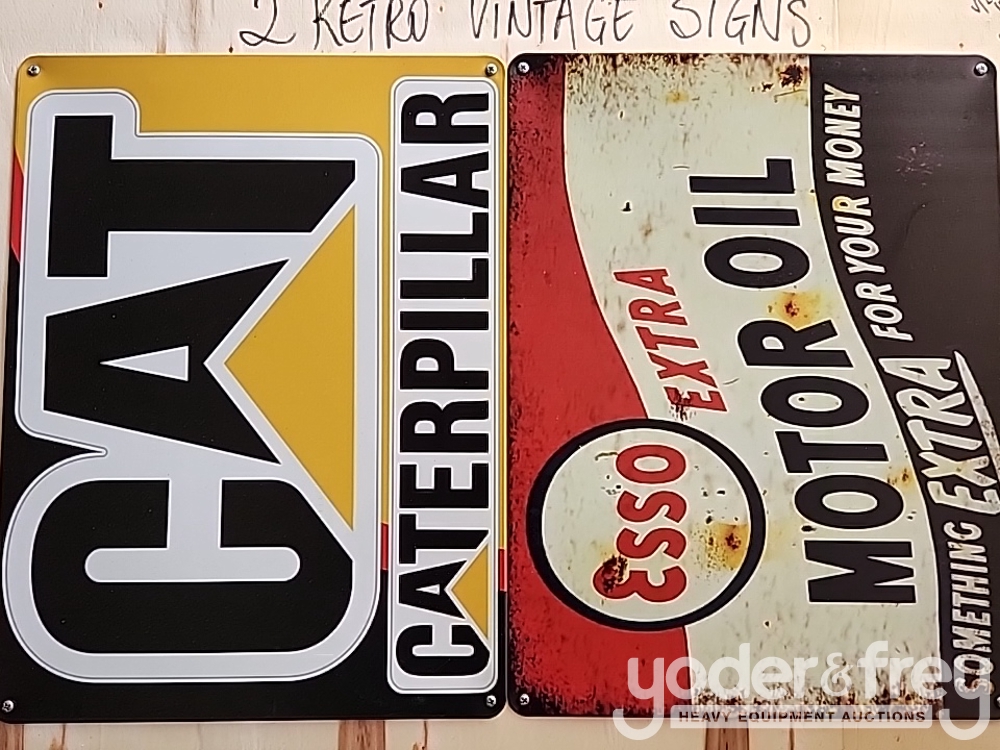 2 RETRO VINTAGE SIGNS
CAT
CATERPILLAR
ESSO
EXTRA
MOTOR OIL
SOMETHING EXTRA FOR YOUR MONEY
yoder&frey
HEAVY EQUIPMENT AUCTIONS